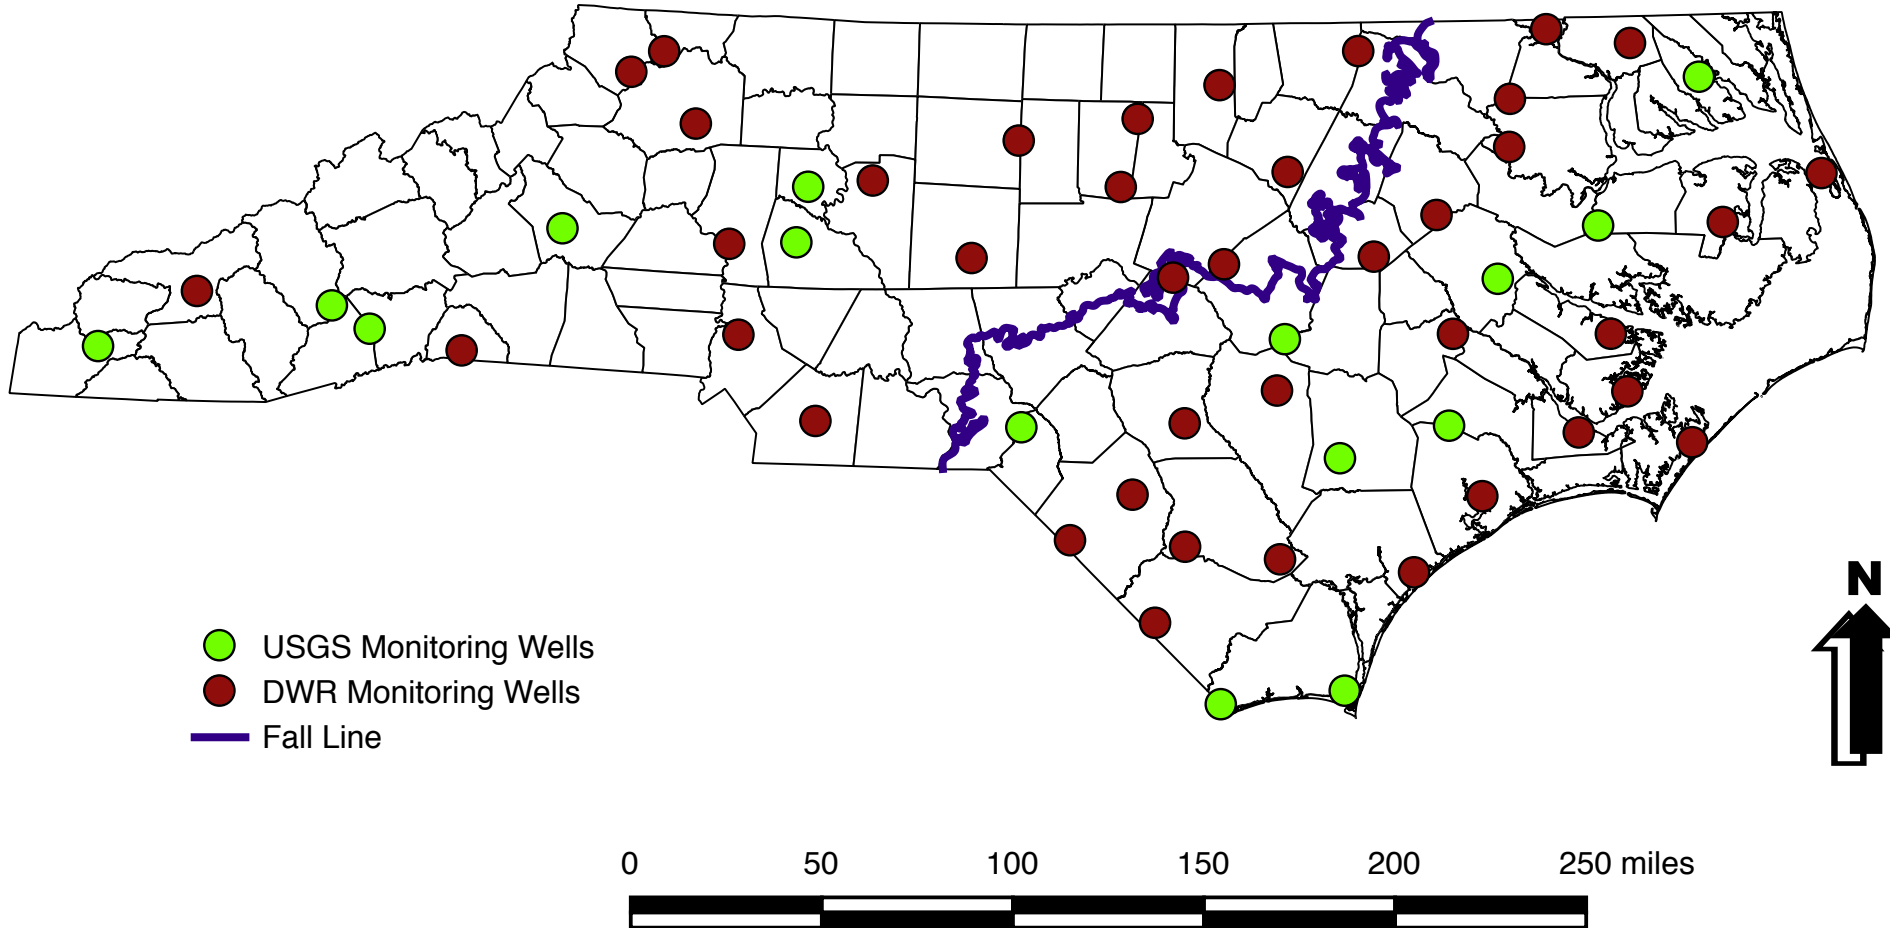 N
USGS Monitoring Wells
DWR Monitoring Wells
Fall Line
0 50 100 150 200 250 miles